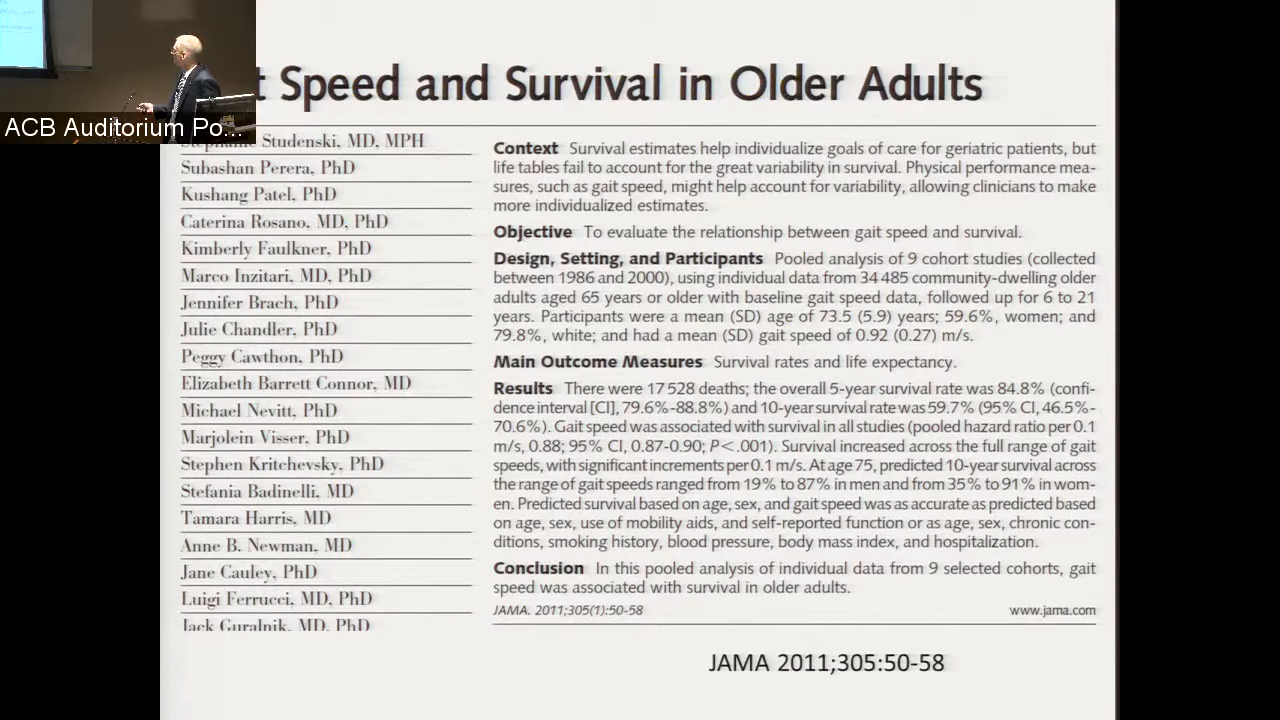 t Speed and Survival in Older Adults
ACB Auditorium Po...
Stephanie Studenski, MD, MPH
Subashan Perera, PhD
Kushang Patel, PhD
Caterina Rosano, MD, PhD
Kimberly Faulkner, PhD
Marco Inzitari, MD, PhD
Jennifer Brach, PhD
Julie Chandler, PhD
Peggy Cawthon, PhD
Elizabeth Barrett Connor, MD
Michael Nevitt, PhD
Marjolein Visser, PhD
Stephen Kritchevsky, PhD
Stefania Badinelli, MD
Tamara Harris, MD
Anne B. Newman, MD
Jane Cauley, PhD
Luigi Ferrucci, MD, PhD
Jack Guralnik, MD, PhD
Context Survival estimates help individualize goals of care for geriatric patients, but
life tables fail to account for the great variability in survival. Physical performance mea-
sures, such as gait speed, might help account for variability, allowing clinicians to make
more individualized estimates.
Objective To evaluate the relationship between gait speed and survival.
Design, Setting, and Participants Pooled analysis of 9 cohort studies (collected
between 1986 and 2000), using individual data from 34 485 community-dwelling older
adults aged 65 years or older with baseline gait speed data, followed up for 6 to 21
years. Participants were a mean (SD) age of 73.5 (5.9) years; 59.6%, women; and
79.8%, white; and had a mean (SD) gait speed of 0.92 (0.27) m/s.
Main Outcome Measures Survival rates and life expectancy.
Results There were 17 528 deaths; the overall 5-year survival rate was 84.8% (confi-
dence interval [CI], 79.6%-88.8%) and 10-year survival rate was 59.7% (95% CI, 46.5%-
70.6%). Gait speed was associated with survival in all studies (pooled hazard ratio per 0.1
m/s, 0.88; 95% CI, 0.87-0.90; P<.001). Survival increased across the full range of gait
speeds, with significant increments per 0.1 m/s. At age 75, predicted 10-year survival across
the range of gait speeds ranged from 19% to 87% in men and from 35% to 91% in wom-
en. Predicted survival based on age, sex, and gait speed was as accurate as predicted based
on age, sex, use of mobility aids, and self-reported function or as age, sex, chronic con-
ditions, smoking history, blood pressure, body mass index, and hospitalization.
Conclusion In this pooled analysis of individual data from 9 selected cohorts, gait
speed was associated with survival in older adults.
JAMA. 2011;305(1):50-58 www.jama.com
JAMA 2011;305:50-58